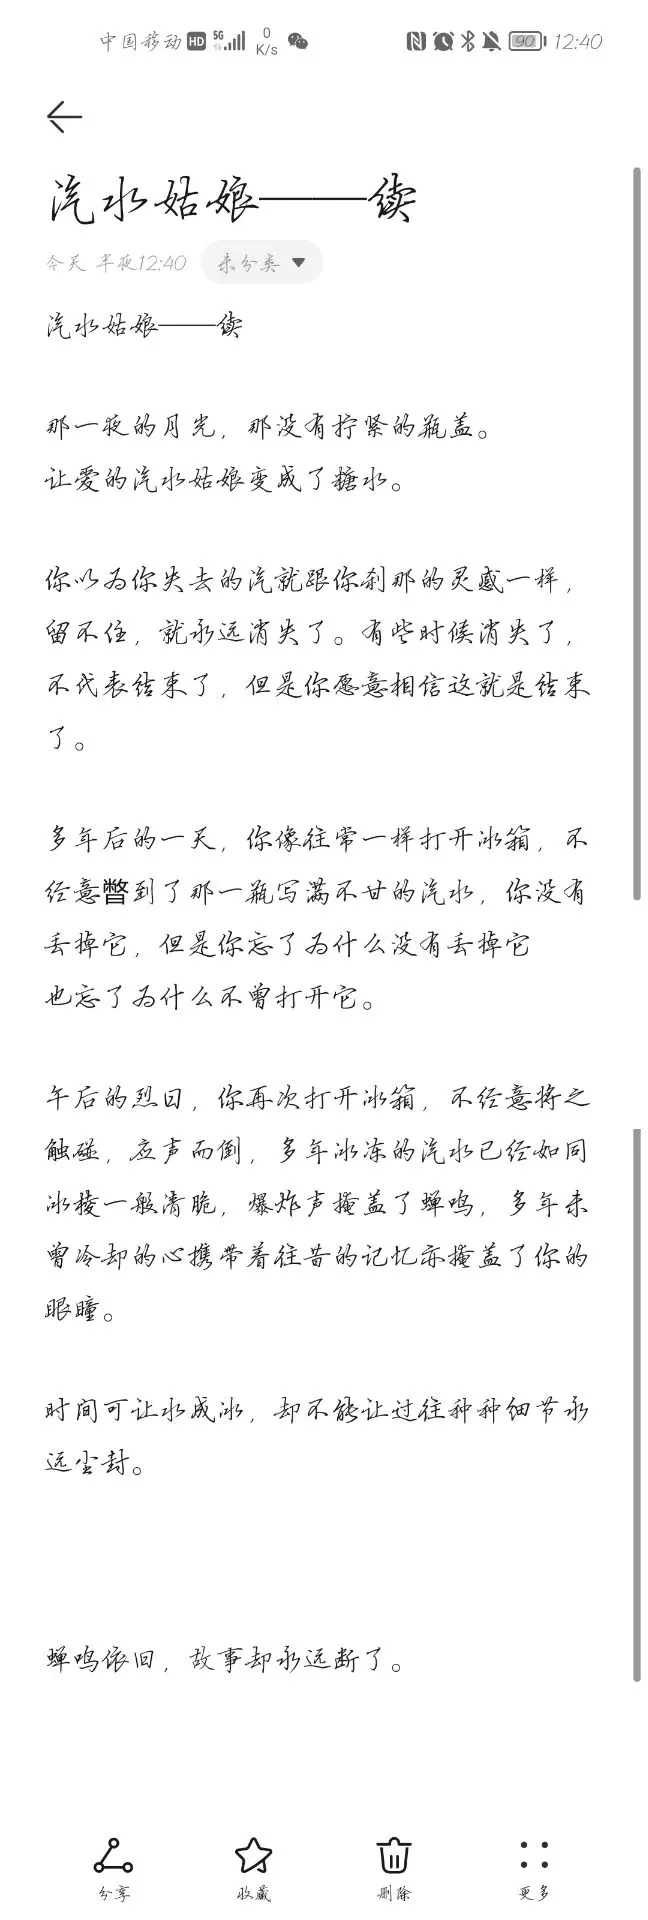 中国移动 HD 5G 0 K/s 90 12:40
汽水姑娘——续
今天 半夜12:40 未分类
汽水姑娘——续
那一夜的月光，那没有拧紧的瓶盖。
让爱的汽水姑娘变成了糖水。
你以为你失去的汽就跟你刹那的灵感一样，
留不住，就永远消失了。有些时候消失了，
不代表结束了，但是你愿意相信这就是结束
了。
多年后的一天，你像往常一样打开冰箱，不
经意瞥到了那一瓶写满不甘的汽水，你没有
丢掉它，但是你忘了为什么没有丢掉它
也忘了为什么不曾打开它。
午后的烈日，你再次打开冰箱，不经意将之
触碰，应声而倒，多年冰冻的汽水已经如同
冰棱一般清脆，爆炸声掩盖了蝉鸣，多年来
曾冷却的心携带着往昔的记忆亦掩盖了你的
眼瞳。
时间可让水成冰，却不能让过往种种细节永
远尘封。
蝉鸣依旧，故事却永远断了。
分享 收藏 删除 更多